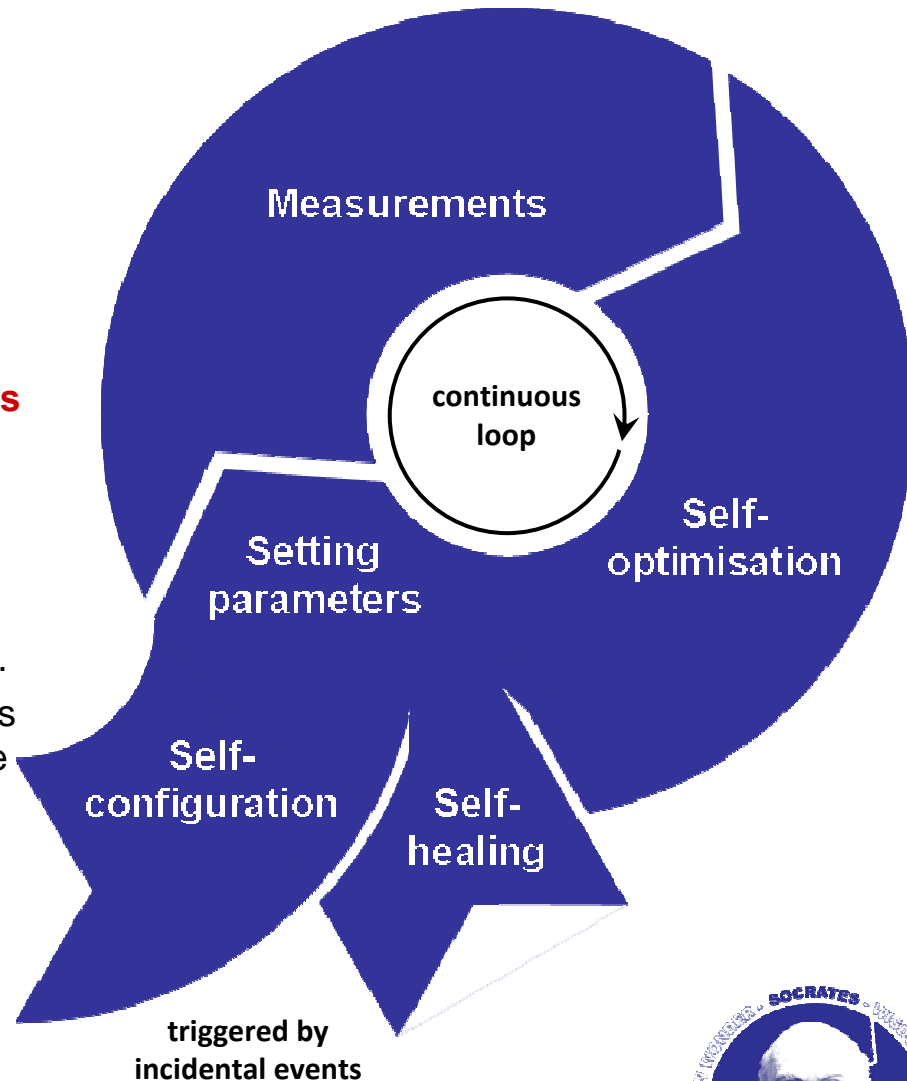 Measurements
s
continuous
loop
Self-
optimisation
Setting
parameters
.
s
e
Self-
configuration
Self-
healing
triggered by
incidental events
SOCRATES